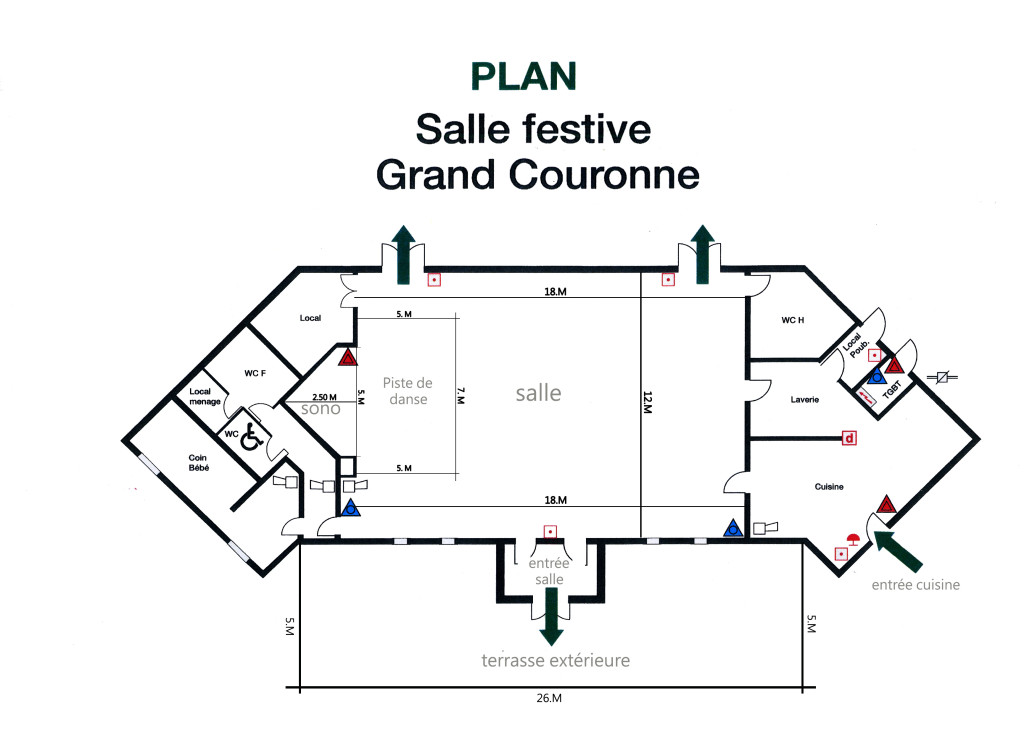 PLAN
Salle festive
Grand Couronne
18.M
Local
5. M
WC H
Local
Poub.
WC F
Piste de
danse
5. M
7. M
salle
12.M
Local
menage
2.50 M
sono
Laverie
TGBT
WC
d
Coin
Bébé
5. M
Cuisine
18.M
entrée
salle
entrée cuisine
5.M
5.M
terrasse extérieure
26.M